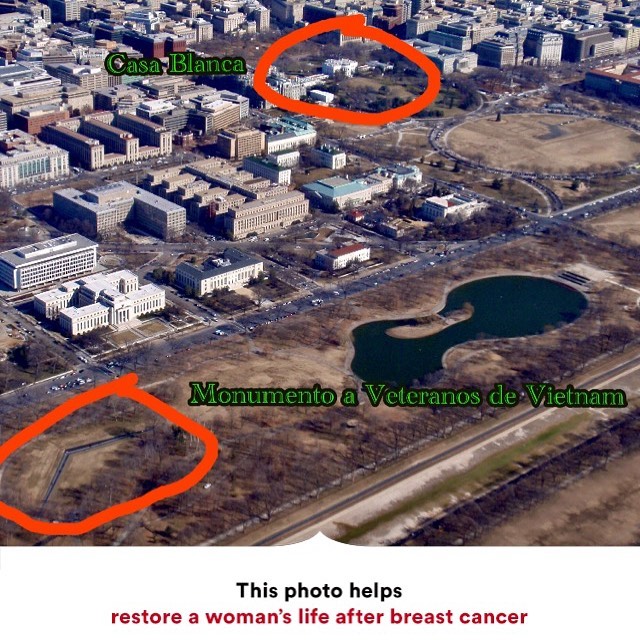 Casa Blanca
Monumento a Veteranos de Vietnam
This photo helps
restore a woman's life after breast cancer